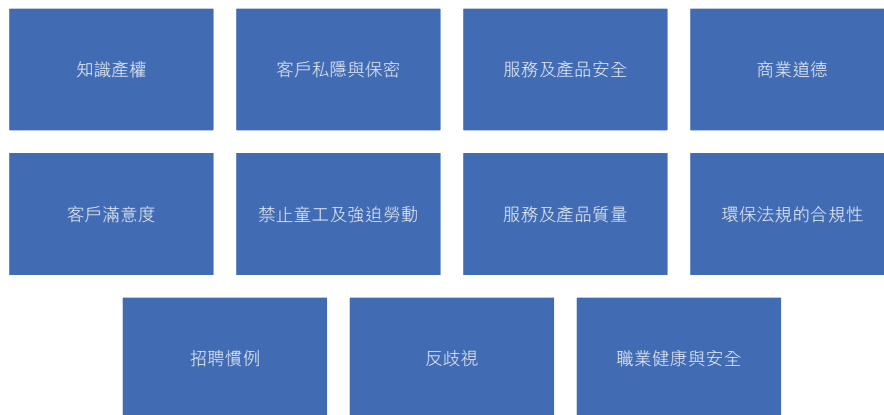 知識產權
客戶私隱與保密
服務及產品安全
商業道德
客戶滿意度
禁止童工及強迫勞動
服務及產品質量
環保法規的合規性
招聘慣例
反歧視
職業健康與安全